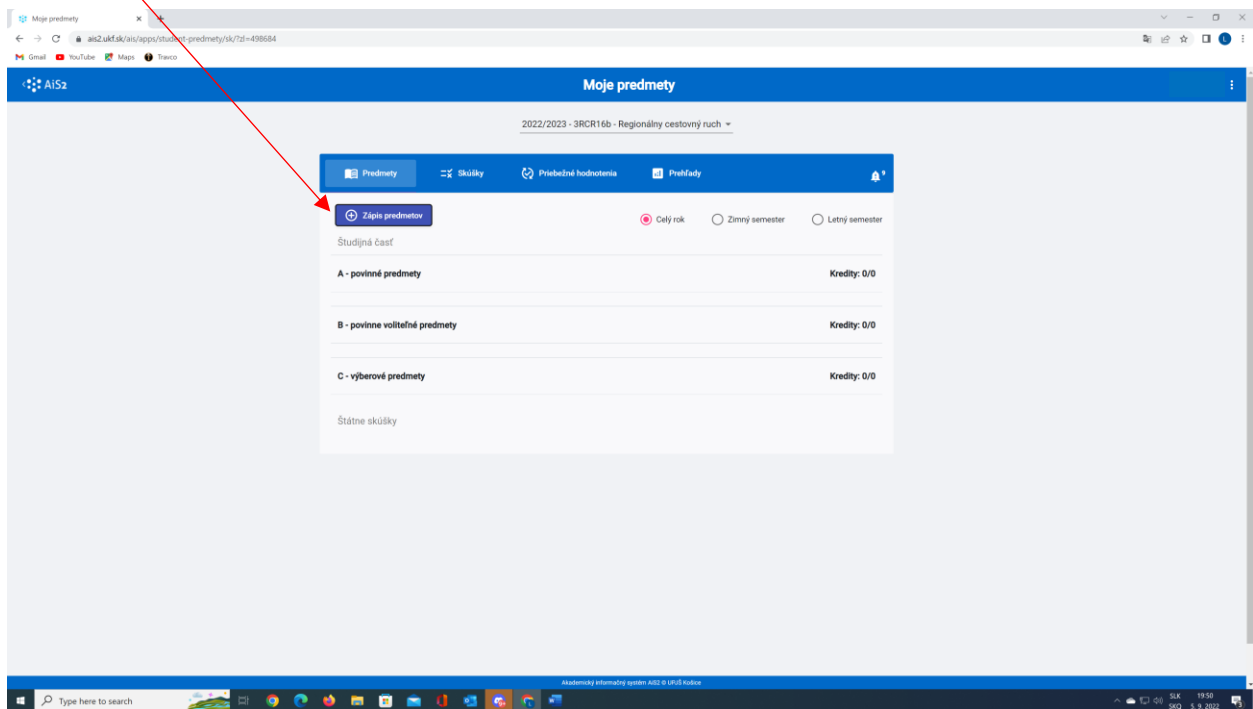 Moje predmety
ais2.ukf.sk/ais/apps/student-predmety/sk/?zl=498684
Gmail YouTube Maps Travco
AiS2 Moje predmety
2022/2023 - 3RCR16b - Regionálny cestovný ruch
Predmety Skúšky Priebežné hodnotenia Prehľady 9
Zápis predmetov Celý rok Zimný semester Letný semester
Študijná časť
A - povinné predmety Kredity: 0/0
B - povinne voliteľné predmety Kredity: 0/0
C - výberové predmety Kredity: 0/0
Štátne skúšky
Akademický informačný systém AiS2 © UPJŠ Košice
Type here to search SLK 19:50
SKQ 5. 9. 2022